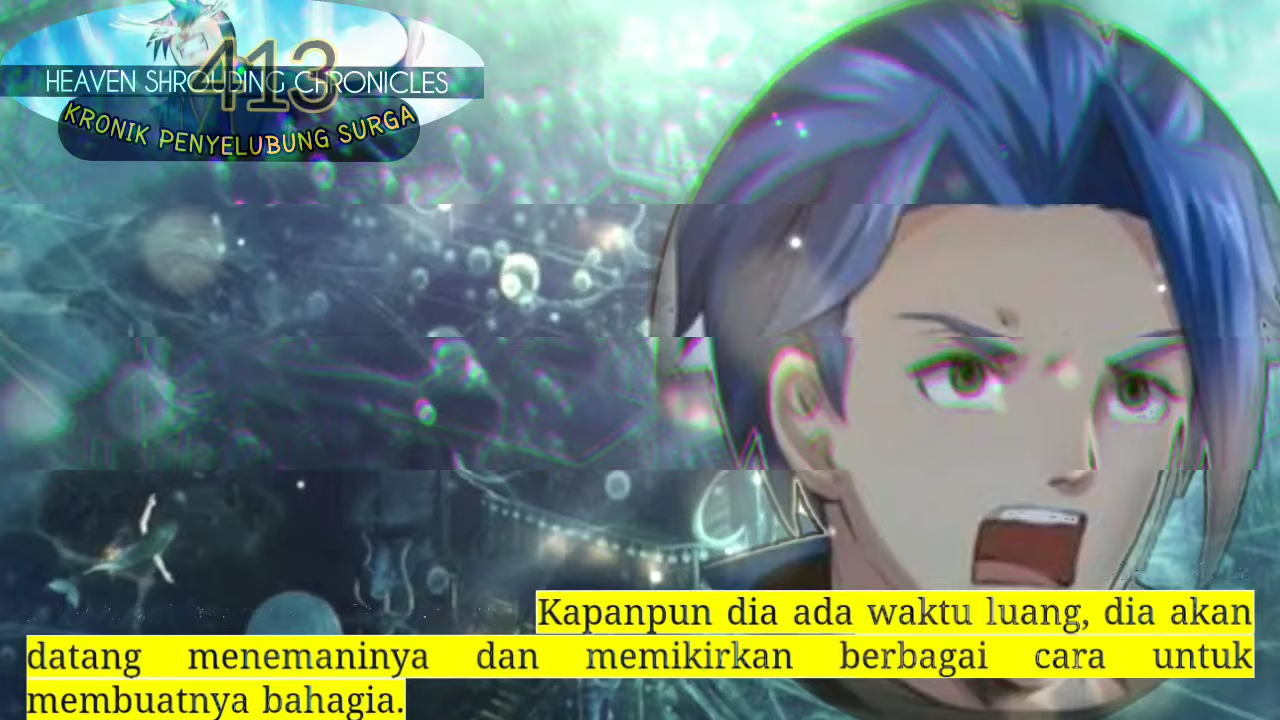 413
HEAVEN SHROUDING CHRONICLES
KRONIK PENYELUBUNG SURGA
Kapanpun dia ada waktu luang, dia akan
datang menemaninya dan memikirkan berbagai cara untuk
membuatnya bahagia.